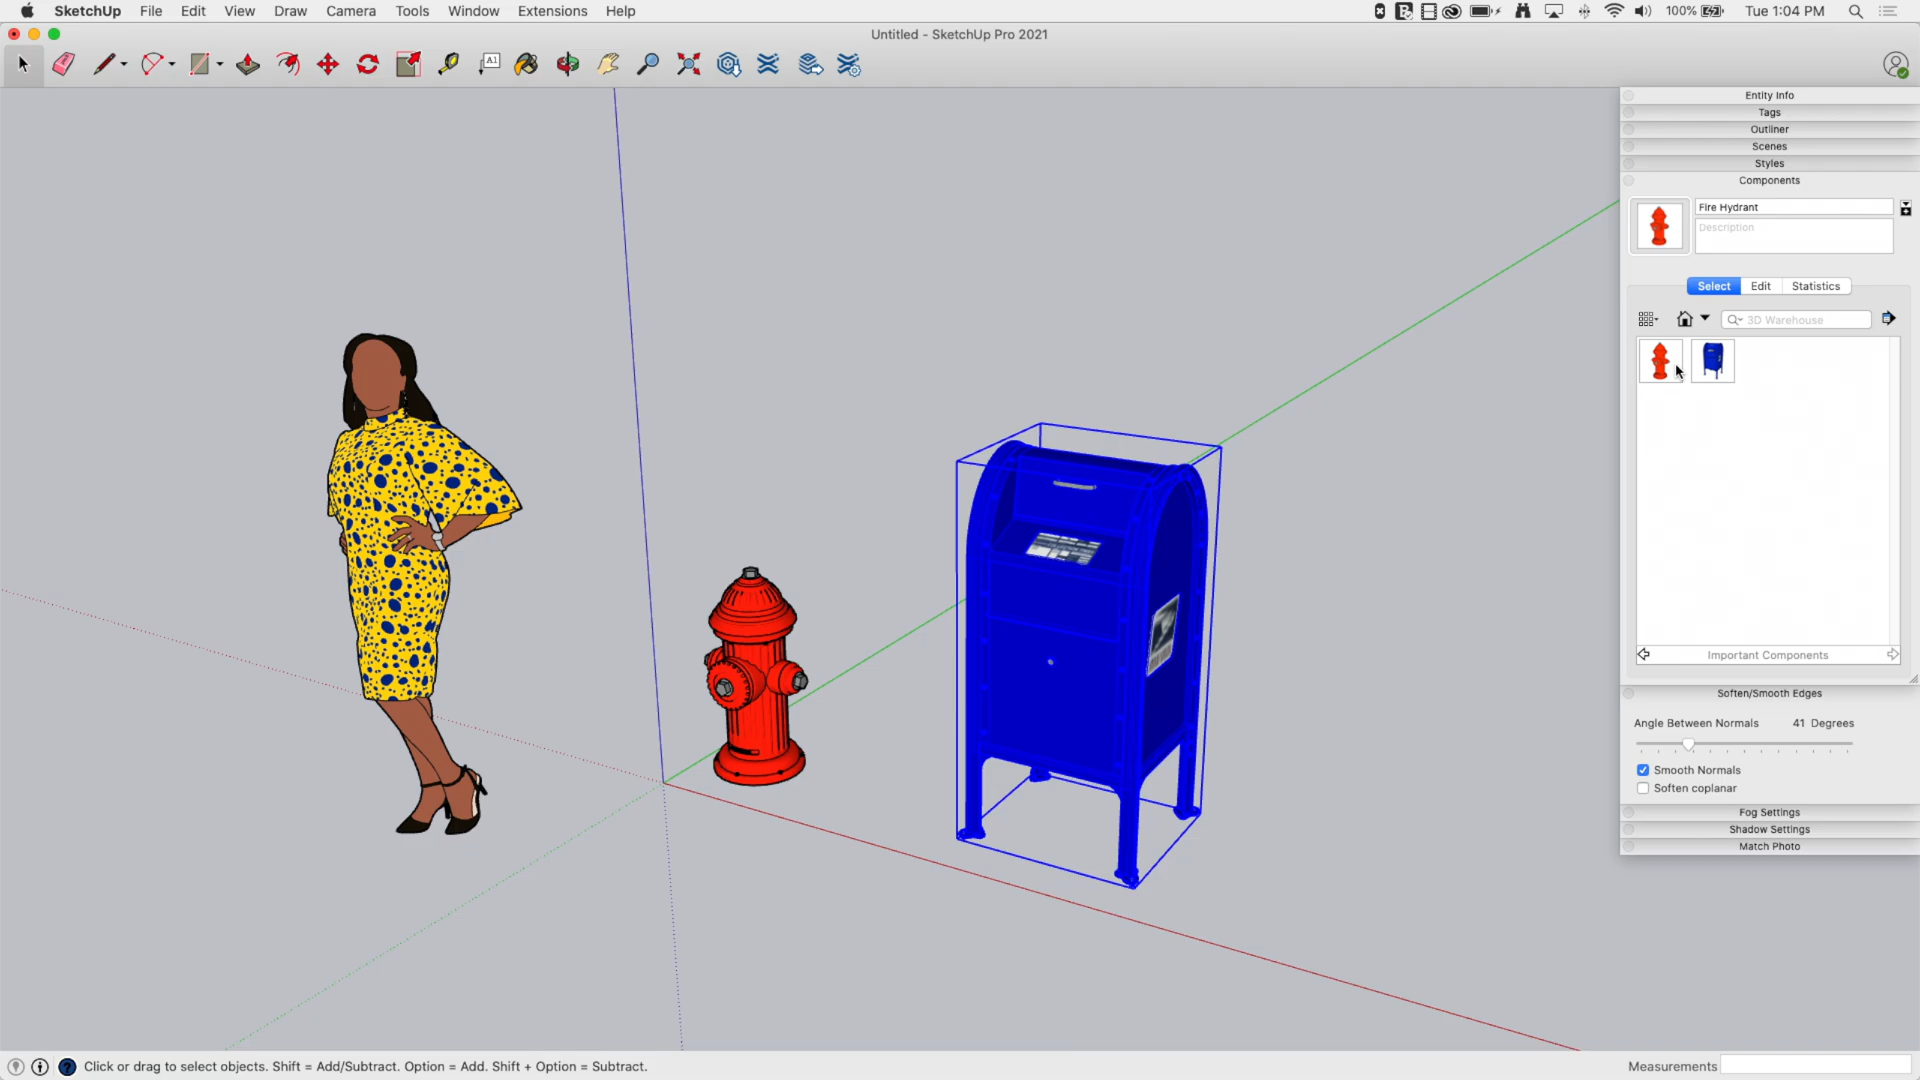 SketchUp File Edit View Draw Camera Tools Window Extensions Help
100% Tue 1:04 PM
Untitled - SketchUp Pro 2021
A1
Entity Info
Tags
Outliner
Scenes
Styles
Components
Fire Hydrant
Description
Select Edit Statistics
3D Warehouse
Important Components
Soften/Smooth Edges
Angle Between Normals 41 Degrees
Smooth Normals
Soften coplanar
Fog Settings
Shadow Settings
Match Photo
Click or drag to select objects. Shift = Add/Subtract. Option = Add. Shift + Option = Subtract.
Measurements